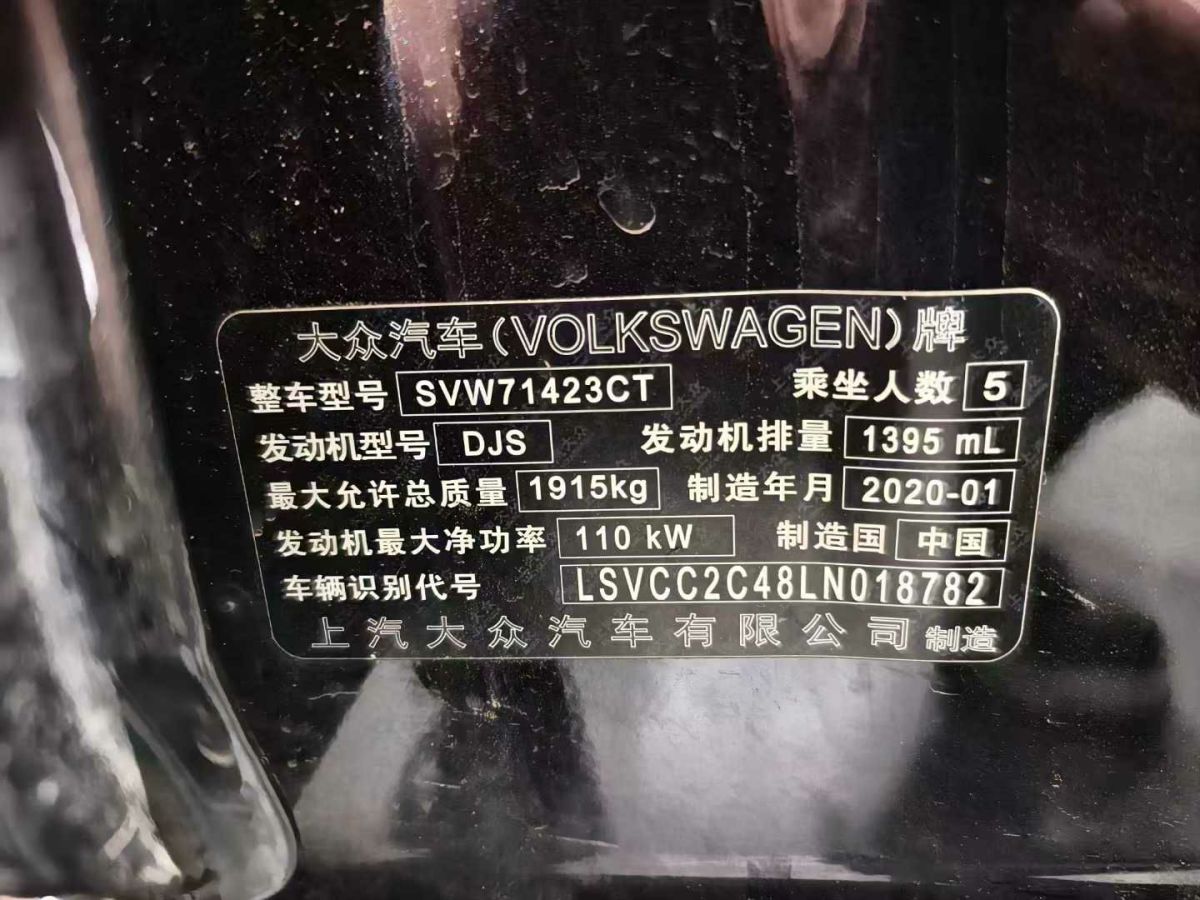 大众汽车(VOLKSWAGEN)牌
整车型号 SVW71423CT 乘坐人数 5
发动机型号 DJS 发动机排量 1395 mL
最大允许总质量 1915kg 制造年月 2020-01
发动机最大净功率 110 kW 制造国 中国
车辆识别代号 LSVCC2C48LN018782
上汽大众汽车有限公司 制造